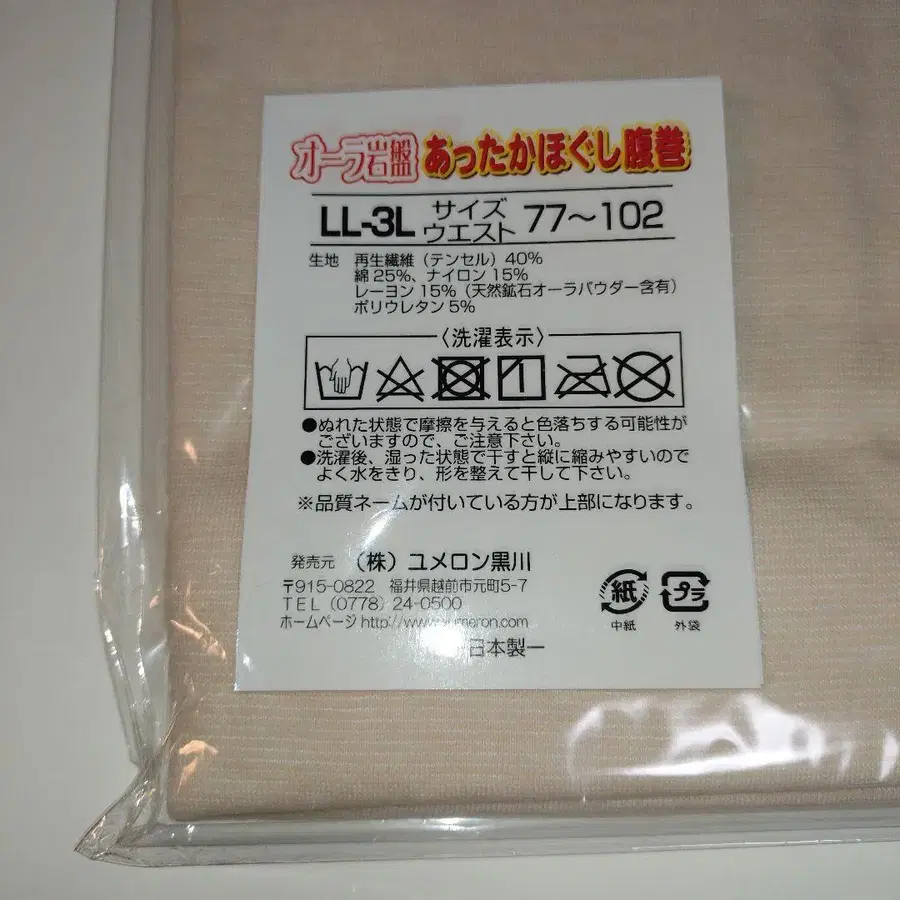 オーラ岩盤 あったかほぐし腹巻
LL-3L サイズ ウエスト 77～102
生地 再生繊維（テンセル）40%
綿25%、ナイロン15%
レーヨン15%（天然鉱石オーラパウダー含有）
ポリウレタン5%
〈洗濯表示〉
●ぬれた状態で摩擦を与えると色落ちする可能性が
ございますので、ご注意下さい。
●洗濯後、湿った状態で干すと縦に縮みやすいので
よく水をきり、形を整えて干して下さい。
※品質ネームが付いている方が上部になります。
発売元 （株）ユメロン黒川
〒915-0822 福井県越前市元町5-7
TEL（0778）24-0500
ホームページ http://www.yumeron.com
日本製ー
紙
中紙
プラ
外袋